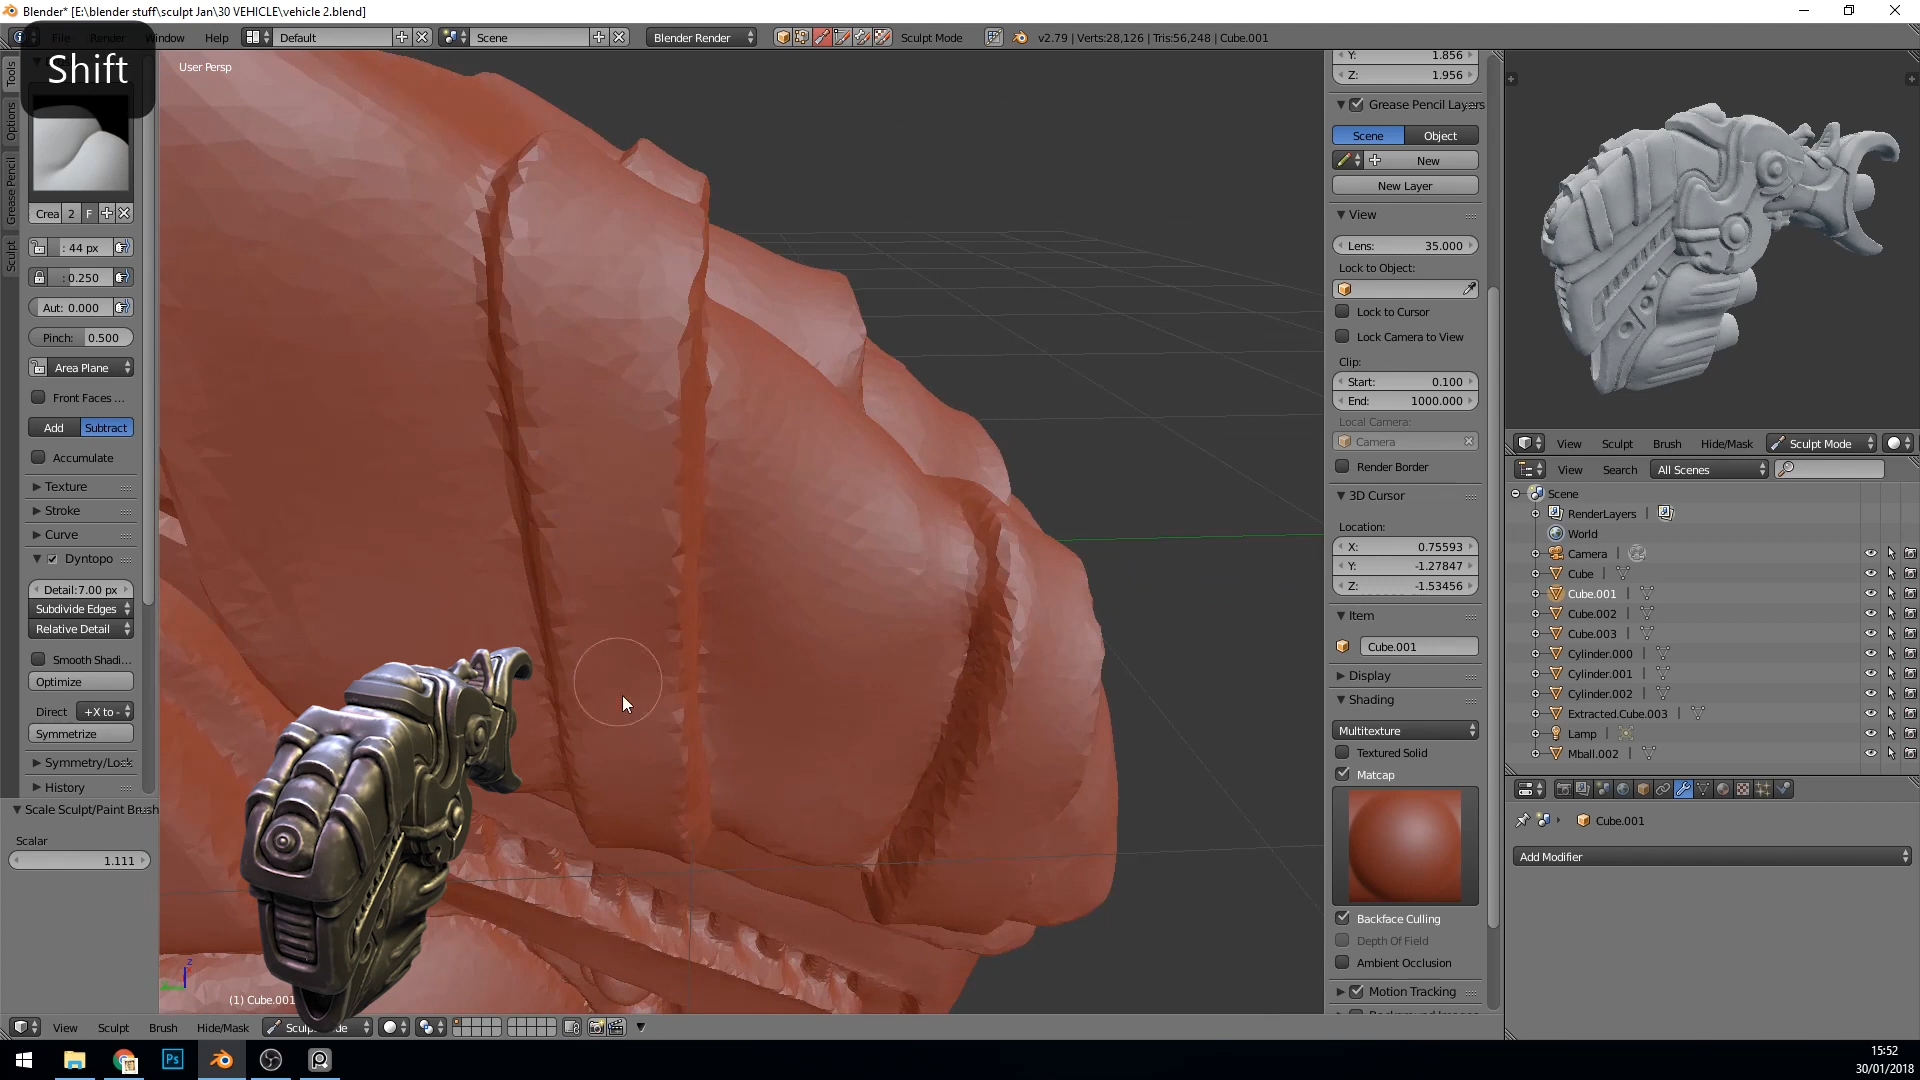 Blender* [E:\blender stuff\sculpt Jan\30 VEHICLE\vehicle 2.blend]
File Render Window Help Default Scene Blender Render Sculpt Mode v2.79 | Verts:28,126 | Tris:56,248 | Cube.001
Shift
User Persp
Tools
Options
Grease Pencil
Sculpt
Crea 2 F
: 44 px
: 0.250
Aut: 0.000
Pinch: 0.500
Area Plane
Front Faces ...
Add Subtract
Accumulate
Texture
Stroke
Curve
Dyntopo
Detail:7.00 px
Subdivide Edges
Relative Detail
Smooth Shadi...
Optimize
Direct +X to -
Symmetrize
Symmetry/Lock
History
Scale Sculpt/Paint Brush
Scalar
1.111
z
(1) Cube.001
View Sculpt Brush Hide/Mask
Y: 1.856
Z: 1.956
Grease Pencil Layers
Scene Object
New
New Layer
View
Lens: 35.000
Lock to Object:
Lock to Cursor
Lock Camera to View
Clip:
Start: 0.100
End: 1000.000
Local Camera:
Camera
Render Border
3D Cursor
Location:
X: 0.75593
Y: -1.27847
Z: -1.53456
Item
Cube.001
Display
Shading
Multitexture
Textured Solid
Matcap
Backface Culling
Depth Of Field
Ambient Occlusion
Motion Tracking
View Sculpt Brush Hide/Mask Sculpt Mode
View Search All Scenes
Scene
RenderLayers
World
Camera
Cube
Cube.001
Cube.002
Cube.003
Cylinder.000
Cylinder.001
Cylinder.002
Extracted.Cube.003
Lamp
Mball.002
Cube.001
Add Modifier
Ps
15:52
30/01/2018